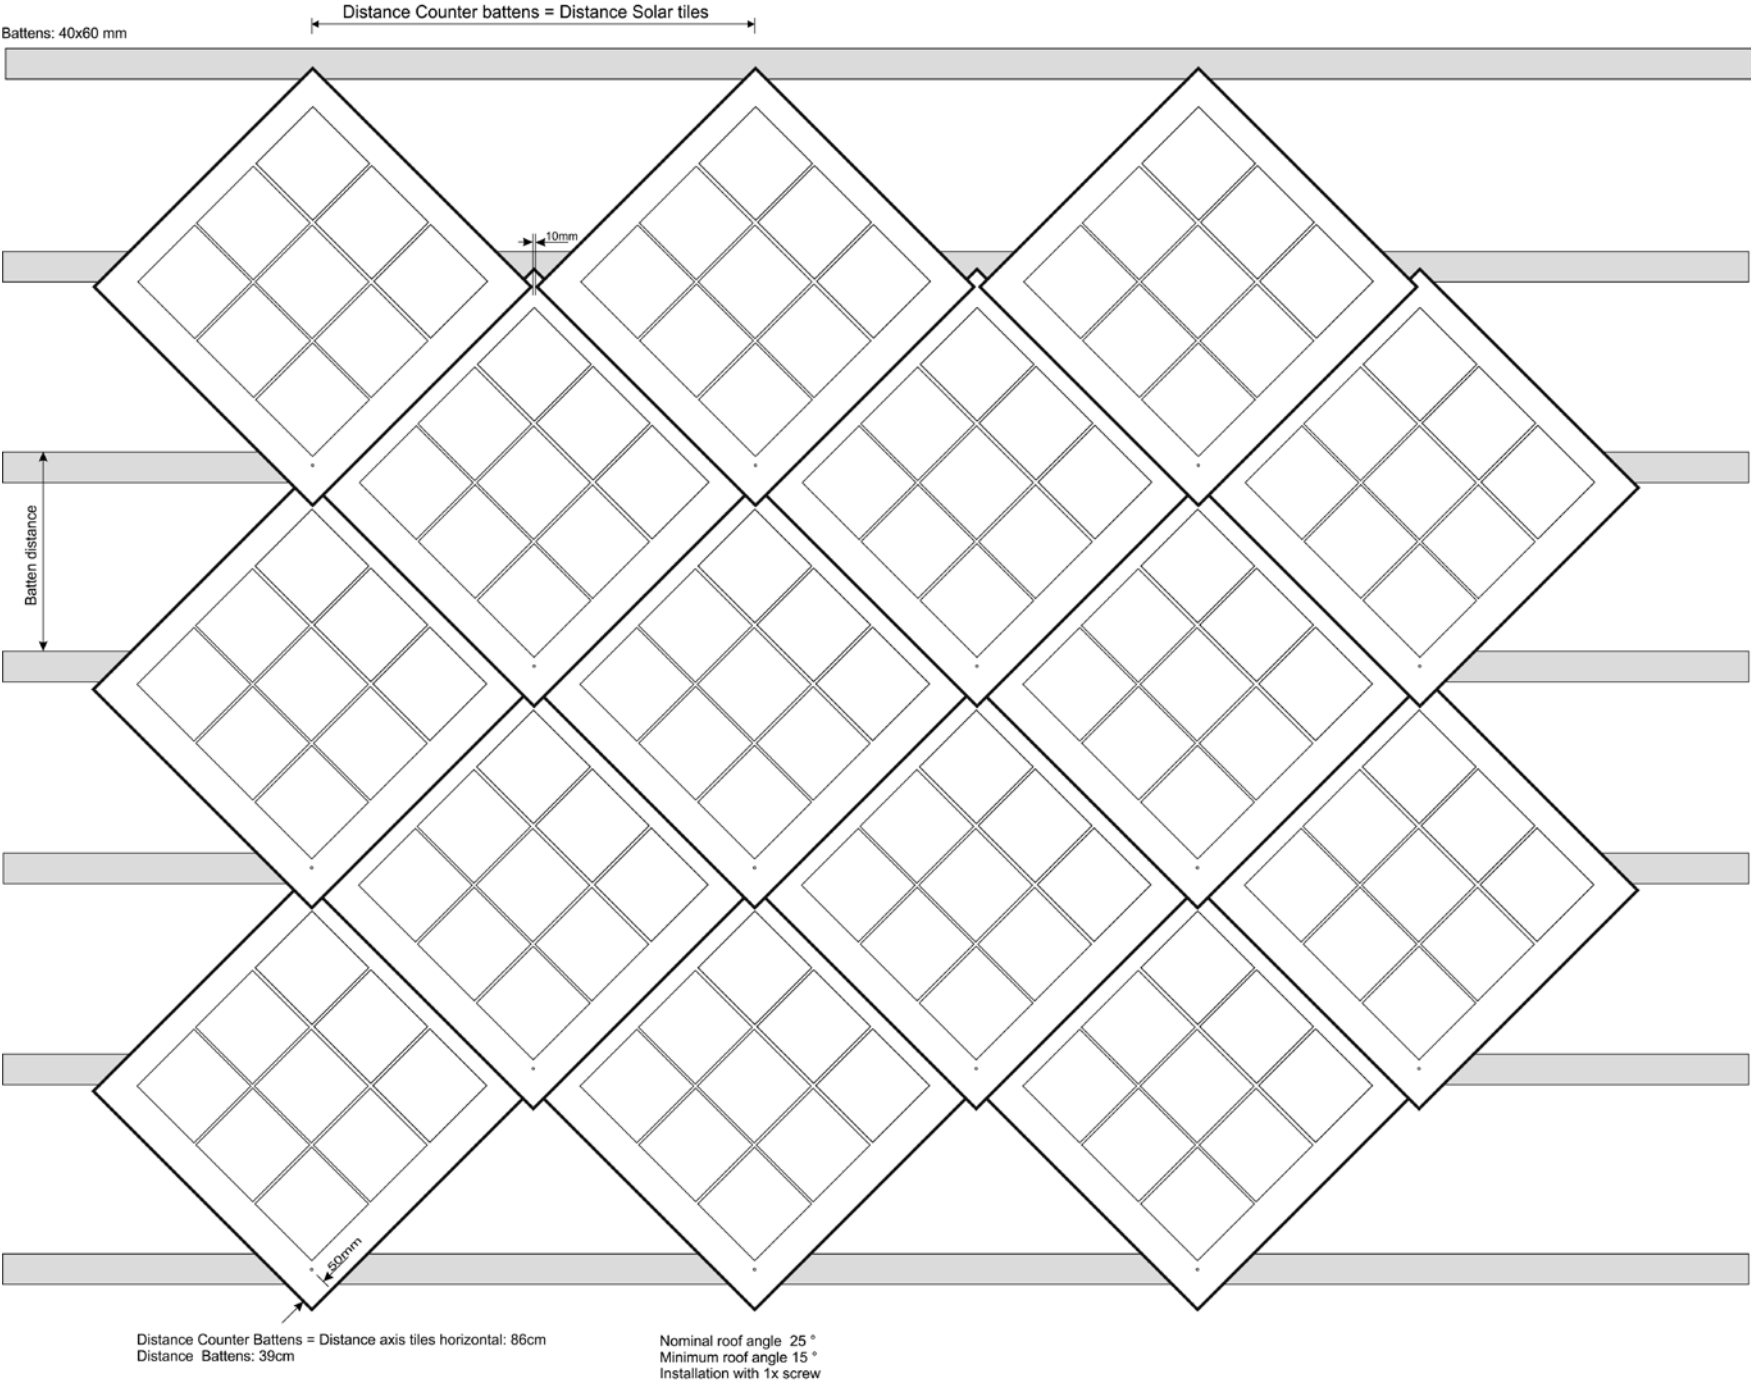 Distance Counter battens = Distance Solar tiles
Battens: 40x60 mm
10mm
Batten distance
50mm
Distance Counter Battens = Distance axis tiles horizontal: 86cm
Distance  Battens: 39cm
Nominal roof angle  25 °
Minimum roof angle 15 °
Installation with 1x screw